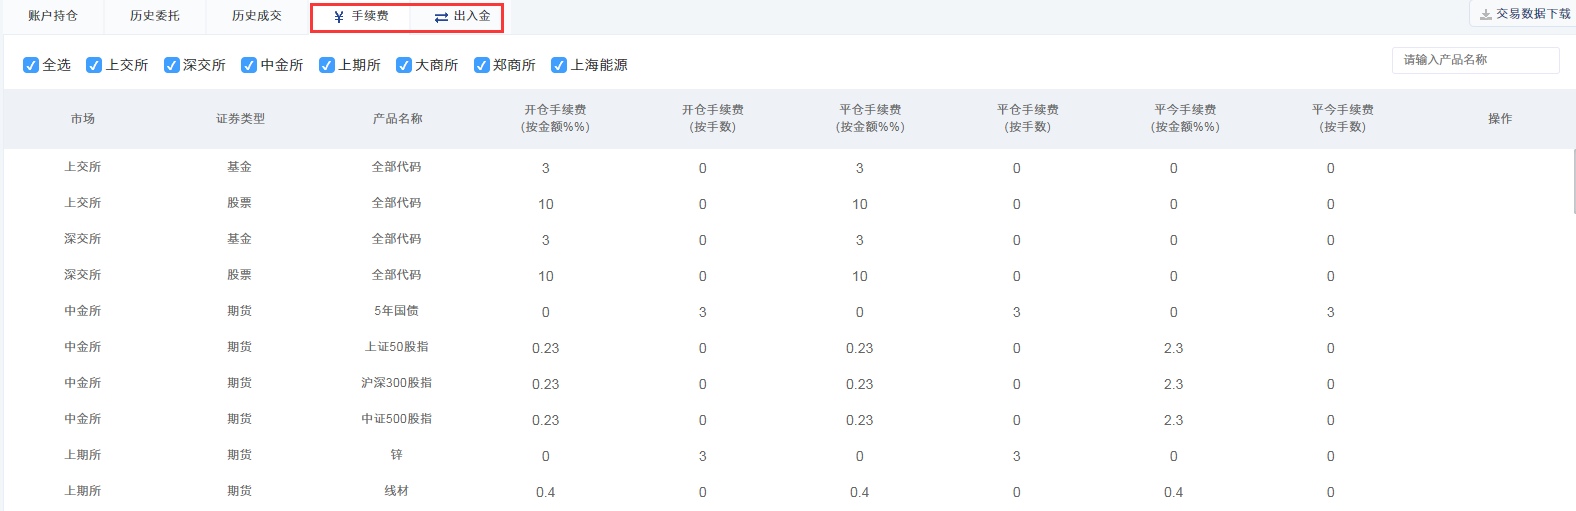 账户持仓 历史委托 历史成交 ¥ 手续费 出入金 交易数据下载
全选 上交所 深交所 中金所 上期所 大商所 郑商所 上海能源 请输入产品名称
市场 证券类型 产品名称 开仓手续费 开仓手续费 平仓手续费 平仓手续费 平今手续费 平今手续费 操作
(按金额%%) (按手数) (按金额%%) (按手数) (按金额%%) (按手数)
上交所 基金 全部代码 3 0 3 0 0 0
上交所 股票 全部代码 10 0 10 0 0 0
深交所 基金 全部代码 3 0 3 0 0 0
深交所 股票 全部代码 10 0 10 0 0 0
中金所 期货 5年国债 0 3 0 3 0 3
中金所 期货 上证50股指 0.23 0 0.23 0 2.3 0
中金所 期货 沪深300股指 0.23 0 0.23 0 2.3 0
中金所 期货 中证500股指 0.23 0 0.23 0 2.3 0
上期所 期货 锌 0 3 0 3 0 0
上期所 期货 线材 0.4 0 0.4 0 0.4 0